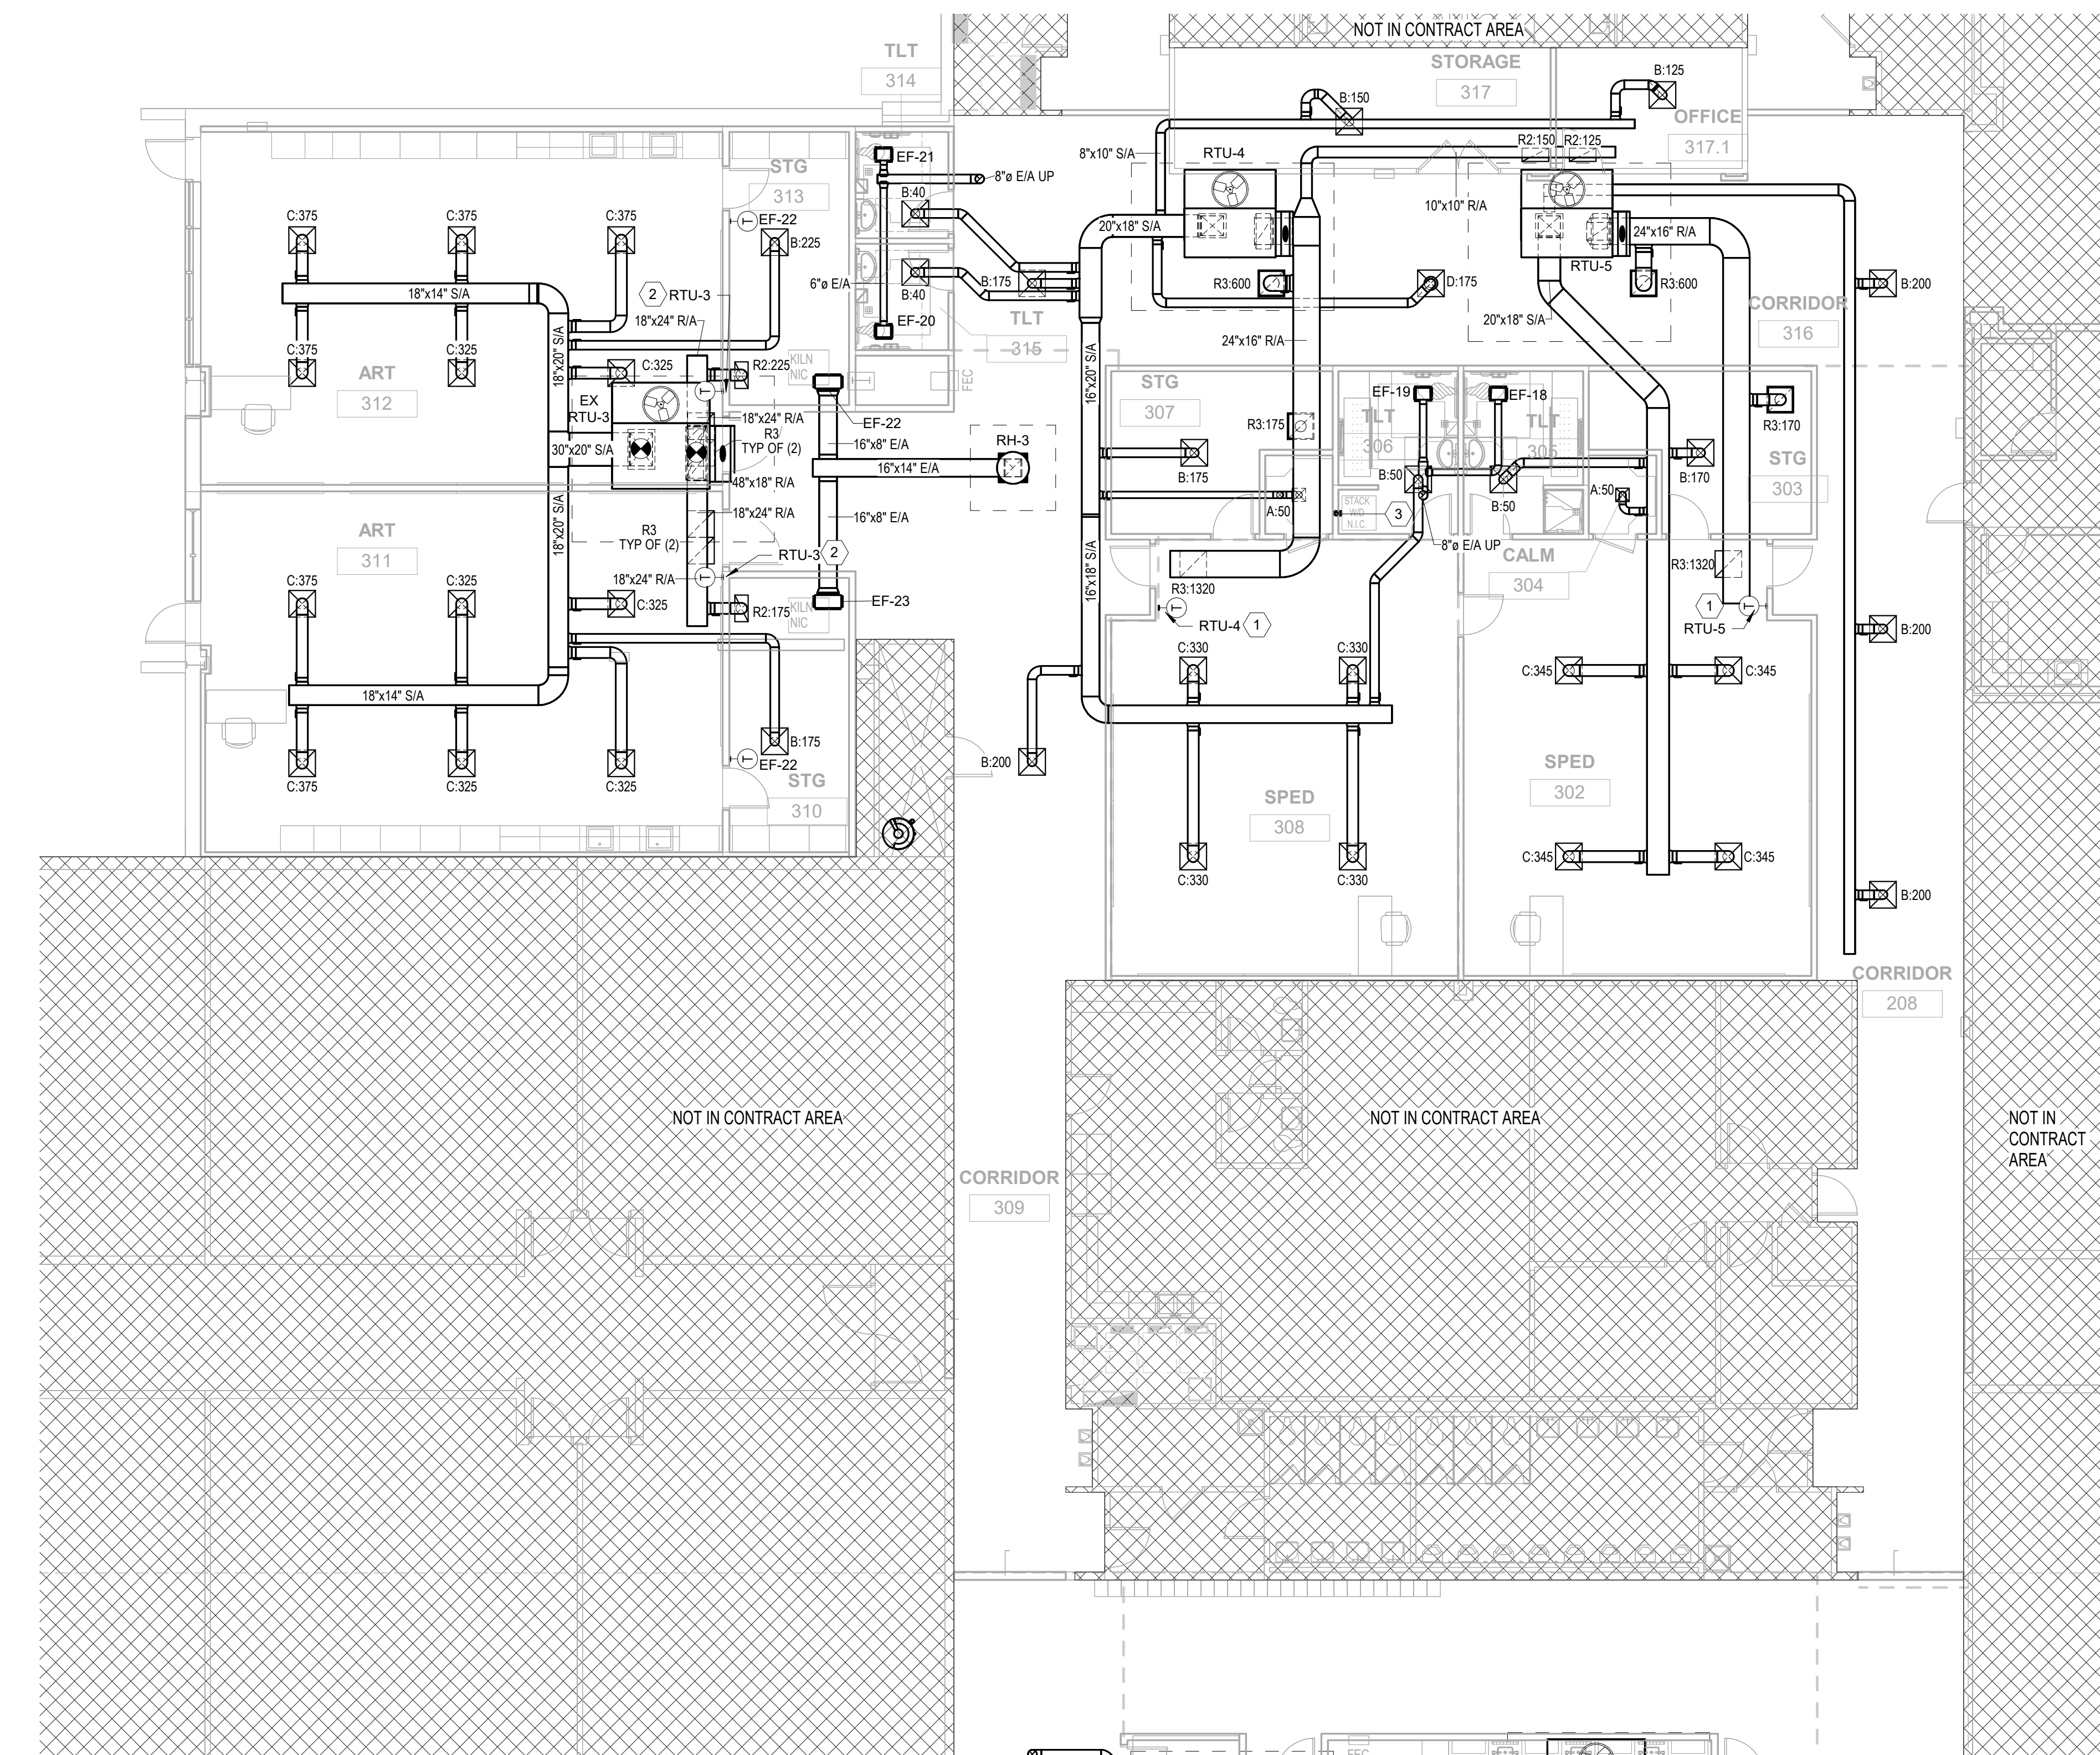 NOT IN CONTRACT AREA
TLT
314
STORAGE
317
B:125
B:150
OFFICE
317.1
8"x10" S/A
RTU-4
R2:150
R2:125
EF-21
STG
313
8"ø E/A UP
B:40
10"x10" R/A
C:375
C:375
C:375
EF-22
B:225
20"x18" S/A
24"x16" R/A
RTU-5
6"ø E/A
B:40
B:175
R3:600
D:175
R3:600
B:200
18"x14" S/A
2
RTU-3
18"x24" R/A
EF-20
TLT
315
20"x18" S/A
CORRIDOR
316
24"x16" R/A
C:375
C:325
18"x20" S/A
C:325
R2:225
KILN
NIC
FEC
16"x20" S/A
ART
312
EX
RTU-3
STG
307
EF-19
EF-18
TLT
306
TLT
305
R3:175
R3:170
18"x24" R/A
R3
TYP OF (2)
EF-22
30"x20" S/A
16"x8" E/A
RH-3
16"x14" E/A
48"x18" R/A
B:175
B:50
B:50
B:170
STG
303
A:50
A:50
STACK
W/D
N.I.C.
3
18"x24" R/A
16"x8" E/A
ART
311
18"x20" S/A
R3
TYP OF (2)
RTU-3
2
8"ø E/A UP
CALM
304
16"x18" S/A
R3:1320
R3:1320
18"x24" R/A
C:375
C:325
C:325
R2:175
KILN
NIC
EF-23
RTU-4
1
1
RTU-5
C:330
C:330
C:345
C:345
18"x14" S/A
B:200
B:175
EF-22
B:200
C:375
C:325
C:325
STG
310
SPED
308
SPED
302
C:345
C:345
C:330
C:330
B:200
CORRIDOR
208
NOT IN CONTRACT AREA
NOT IN CONTRACT AREA
NOT IN
CONTRACT
AREA
CORRIDOR
309
FEC